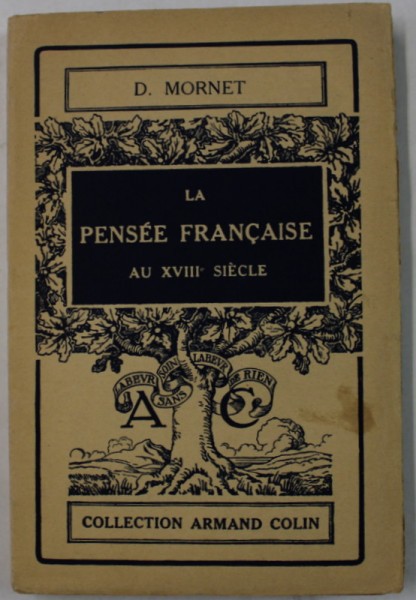 D. MORNET
LA
PENSÉE FRANÇAISE
AU XVIIIᵉ SIÈCLE
LABEVR SANS SOIN LABEVR DE RIEN
A C
COLLECTION ARMAND COLIN